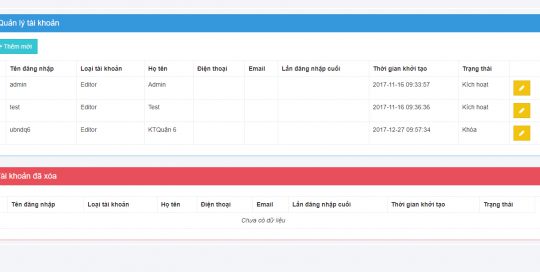 Quản lý tài khoản
+ Thêm mới
Tên đăng nhập Loại tài khoản Họ tên Điện thoại Email Lần đăng nhập cuối Thời gian khởi tạo Trạng thái
admin Editor Admin 2017-11-16 09:33:57 Kích hoạt
test Editor Test 2017-11-16 09:36:36 Kích hoạt
ubndq6 Editor KTQuận 6 2017-12-27 09:57:34 Khóa
Tài khoản đã xóa
Tên đăng nhập Loại tài khoản Họ tên Điện thoại Email Lần đăng nhập cuối Thời gian khởi tạo Trạng thái
Chưa có dữ liệu